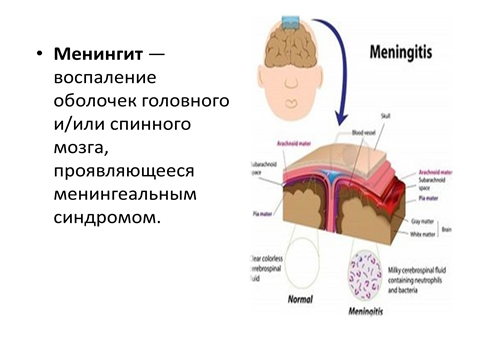 • Менингит —
воспаление
оболочек головного
и/или спинного
мозга,
проявляющееся
менингеальным
синдромом.
Meningitis
Skull
Blood vessel
Arachnoid mater
Subarachnoid
space
Pia mater
Arachnoid mater
Subarachnoid
space
Pia mater
Gray matter
White matter
Brain
Clear colorless
cerebrospinal
fluid
Normal
Milky cerebrospinal fluid
containing neutrophils
and bacteria
Meningitis